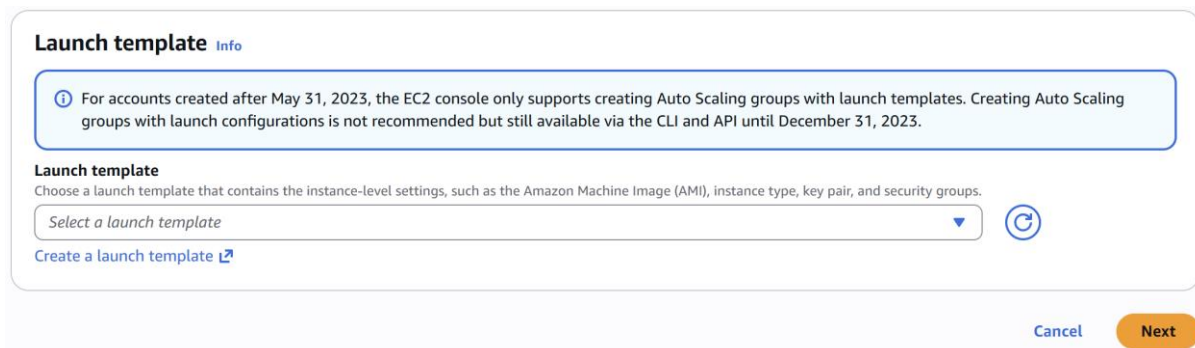 Launch template Info
For accounts created after May 31, 2023, the EC2 console only supports creating Auto Scaling groups with launch templates. Creating Auto Scaling
groups with launch configurations is not recommended but still available via the CLI and API until December 31, 2023.
Launch template
Choose a launch template that contains the instance-level settings, such as the Amazon Machine Image (AMI), instance type, key pair, and security groups.
Select a launch template
Create a launch template
Cancel Next